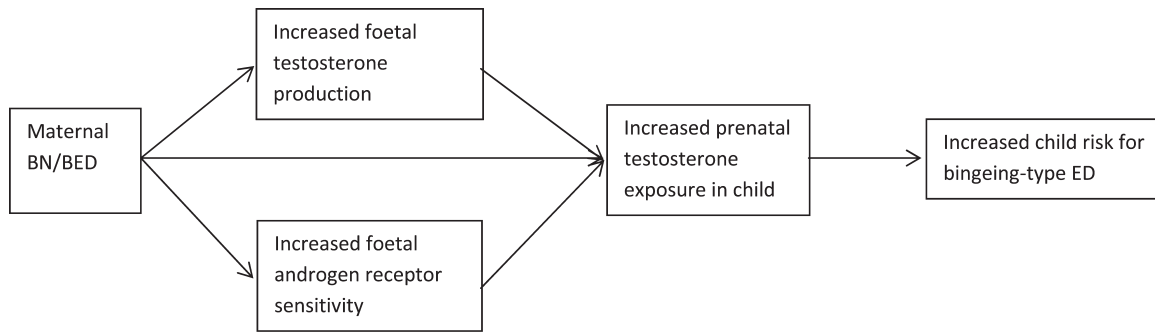 Maternal
BN/BED
Increased foetal
testosterone
production
Increased foetal
androgen receptor
sensitivity
Increased prenatal
testosterone
exposure in child
Increased child risk for
bingeing-type ED